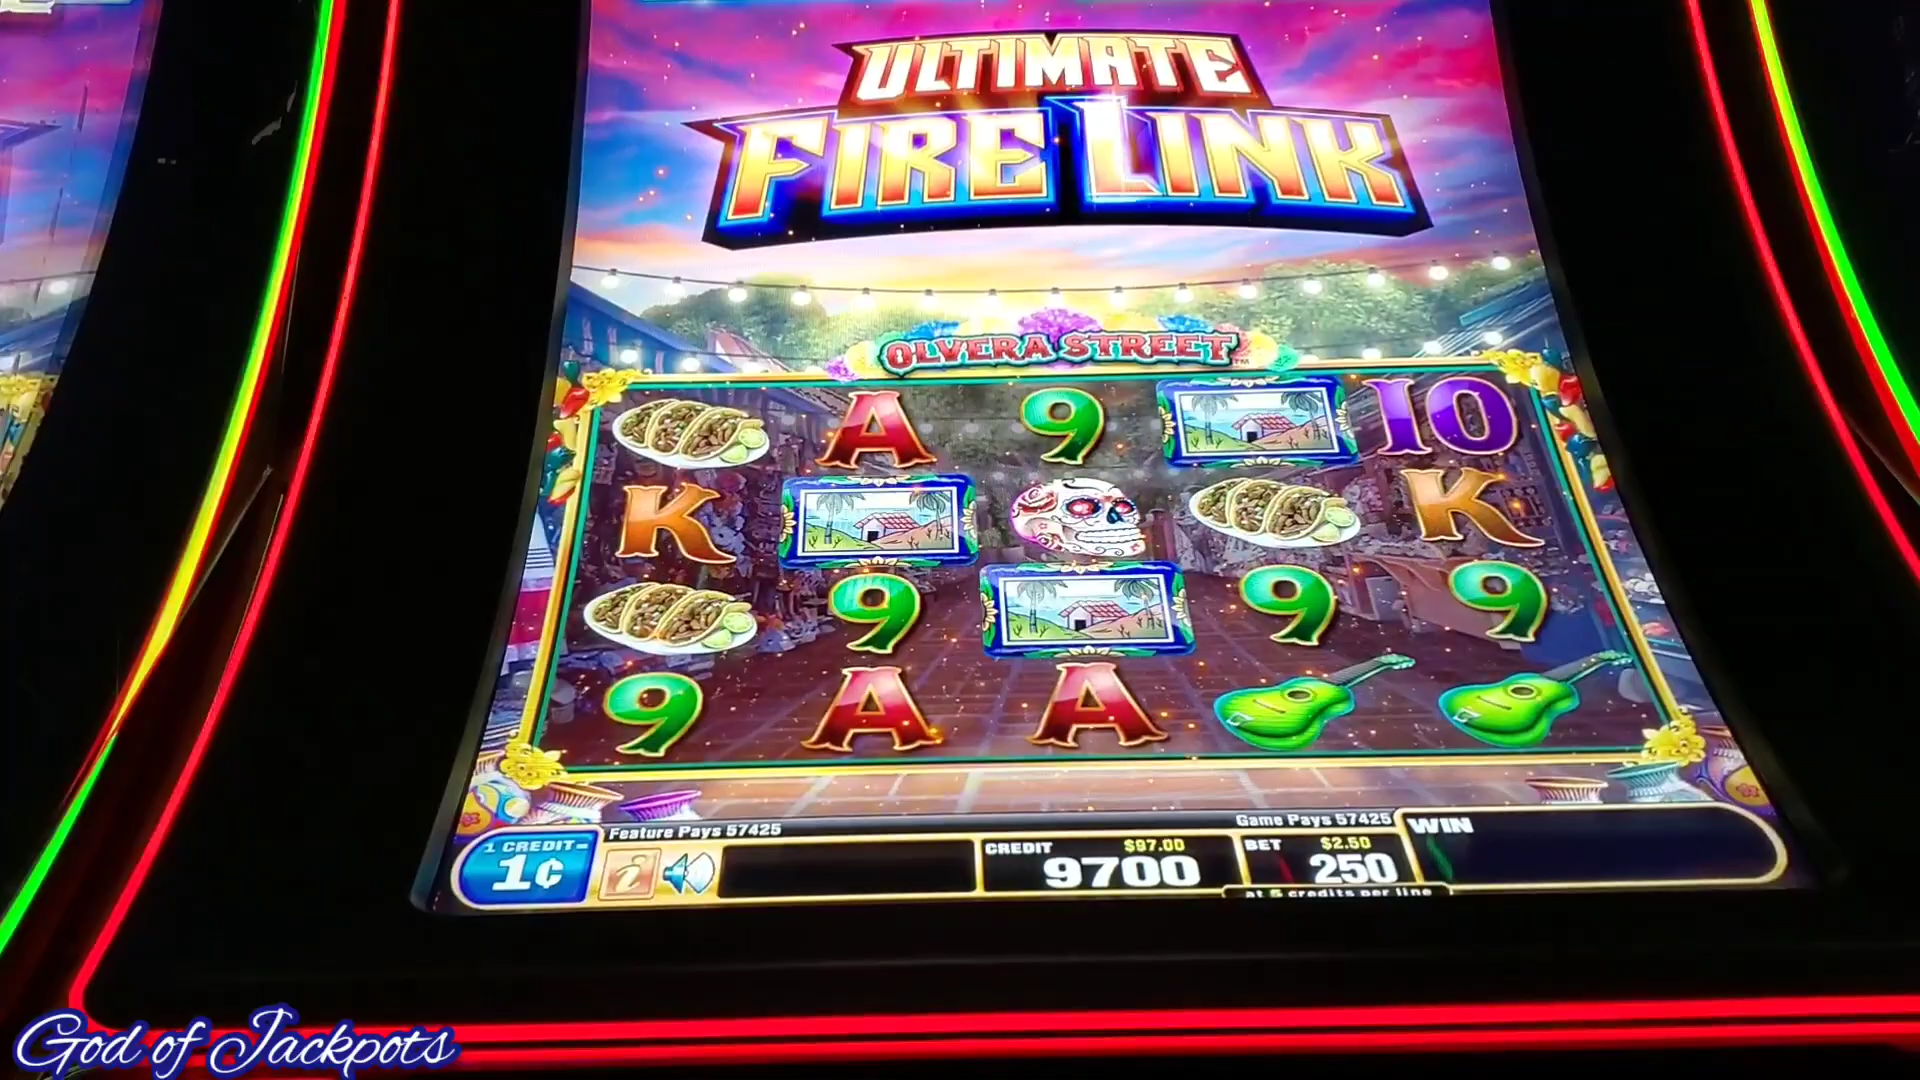 ULTIMATE
FIRE LINK
OLVERA STREET™
A 9 10
K K
9 9 9
9 A A
1 CREDIT=
1¢
Feature Pays 57425
i
CREDIT $97.00
9700
Game Pays 57425
BET $2.50
250
at 5 credits per line
WIN
God of Jackpots